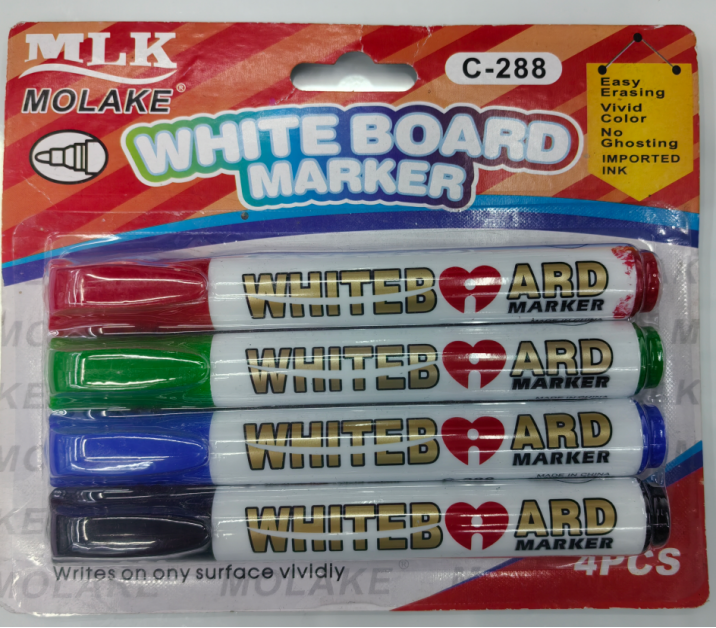 MLK
MOLAKE®
C-288
Easy
Erasing
Vivid
Color
No
Ghosting
IMPORTED
INK
WHITE BOARD
MARKER
WHITEB ARD
MARKER
WHITEB ARD
MARKER
WHITEB ARD
MARKER
MADE IN CHINA
WHITEB ARD
MARKER
4PCS
Writes on ony surface vividly
MOLAKE®